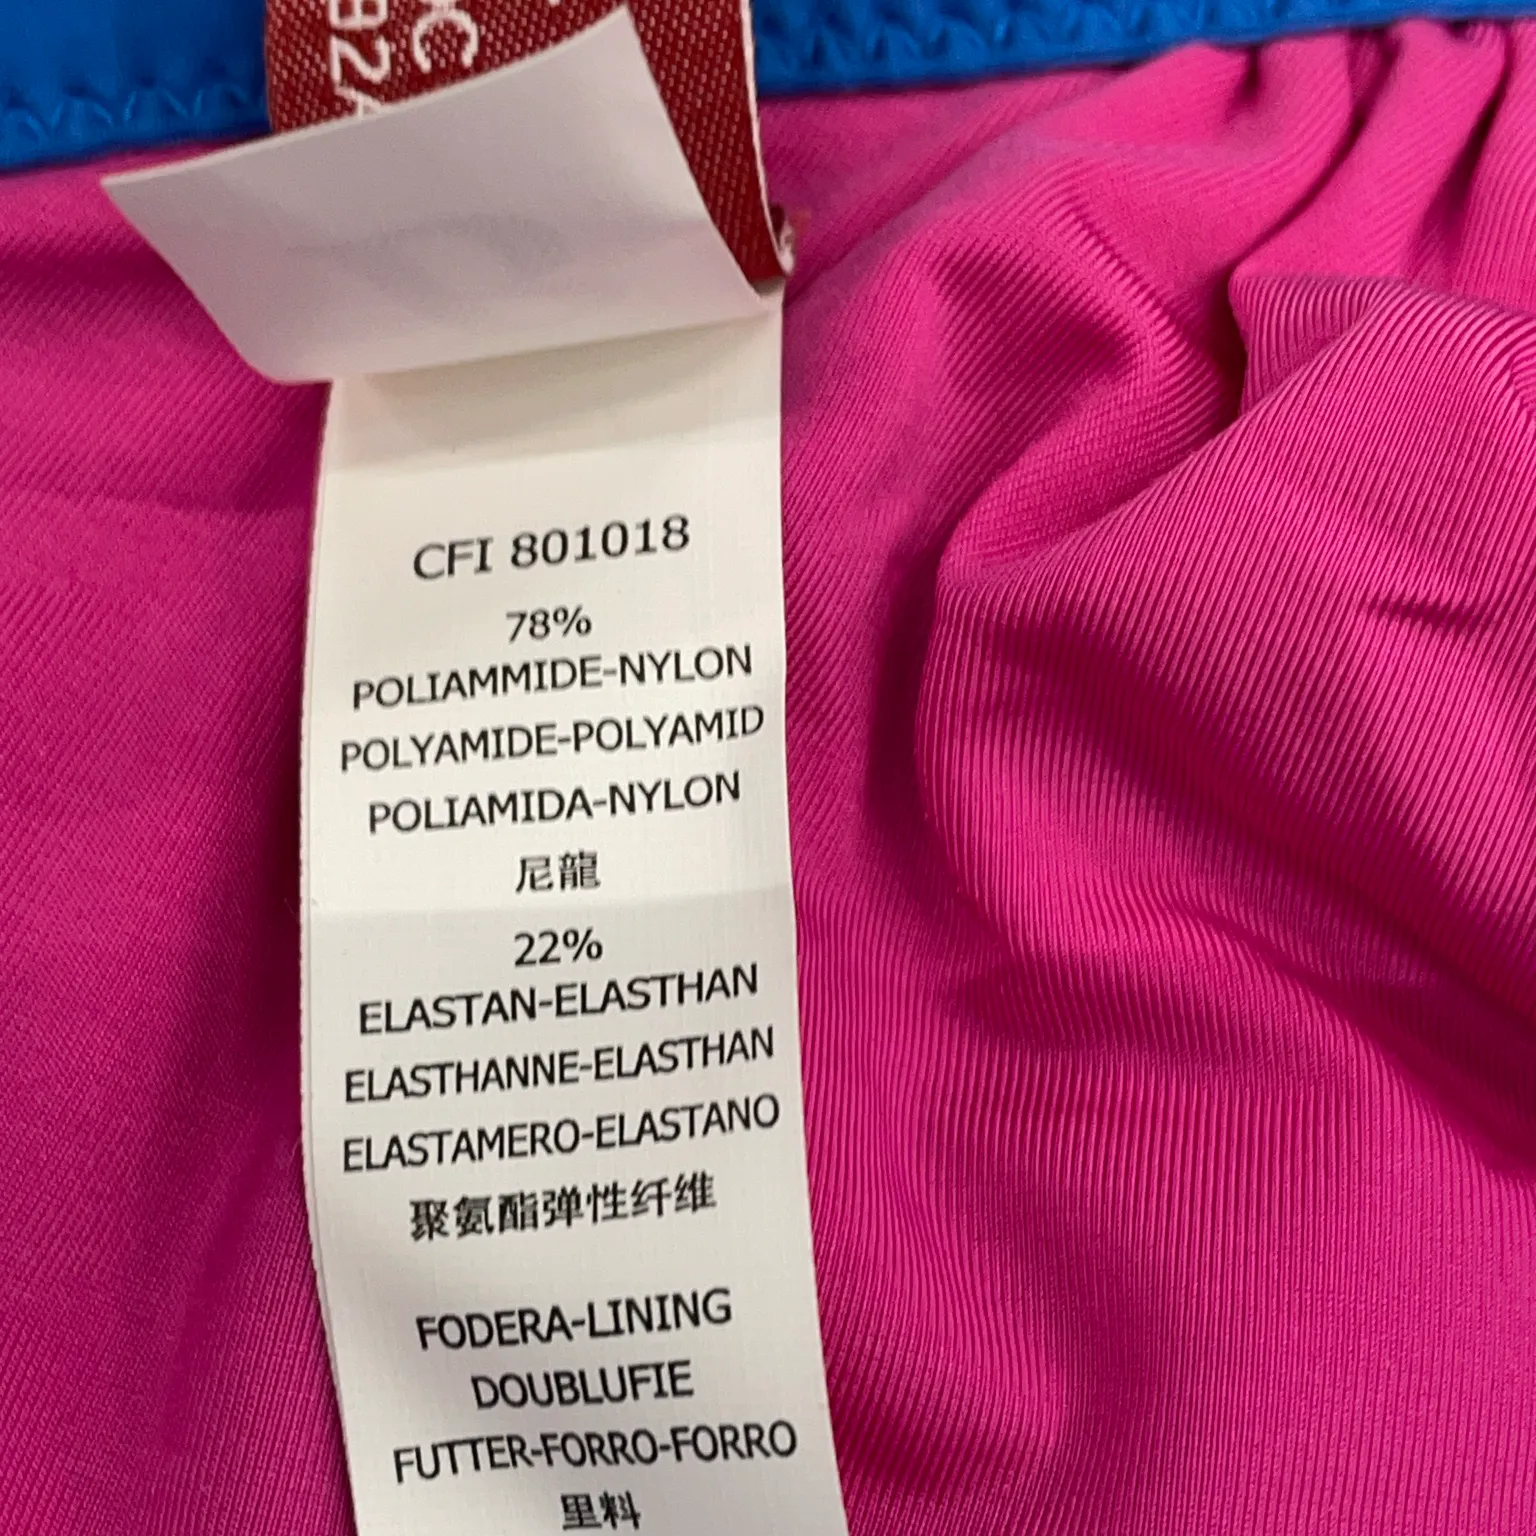 CFI 801018
78%
POLIAMMIDE-NYLON
POLYAMIDE-POLYAMID
POLIAMIDA-NYLON
尼龍
22%
ELASTAN-ELASTHAN
ELASTHANNE-ELASTHAN
ELASTAMERO-ELASTANO
聚氨酯弹性纤维
FODERA-LINING
DOUBLUFIE
FUTTER-FORRO-FORRO
里料